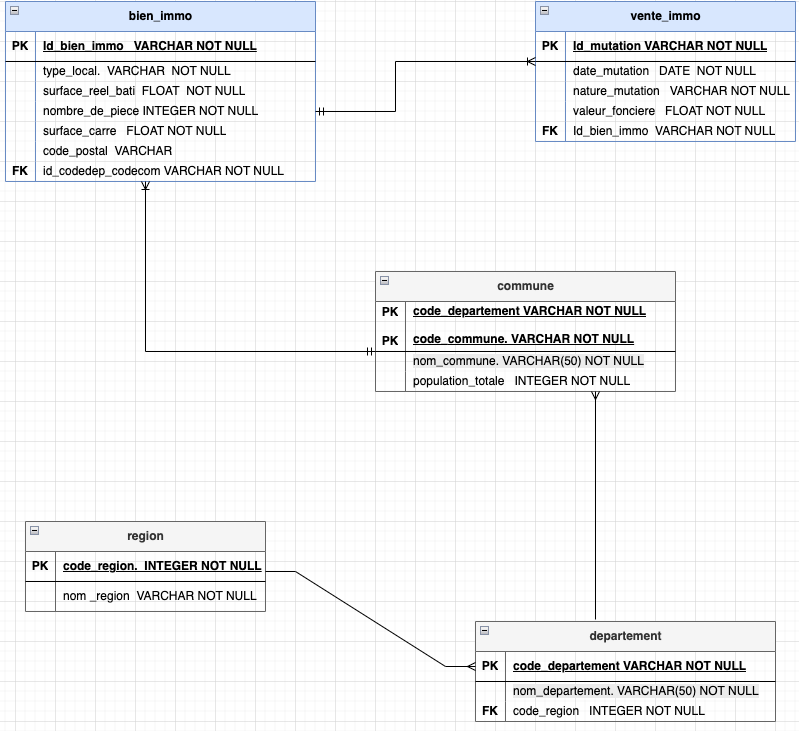 bien_immo
PK Id_bien_immo VARCHAR NOT NULL
type_local. VARCHAR NOT NULL
surface_reel_bati FLOAT NOT NULL
nombre_de_piece INTEGER NOT NULL
surface_carre FLOAT NOT NULL
code_postal VARCHAR
FK id_codedep_codecom VARCHAR NOT NULL
vente_immo
PK Id_mutation VARCHAR NOT NULL
date_mutation DATE NOT NULL
nature_mutation VARCHAR NOT NULL
valeur_fonciere FLOAT NOT NULL
FK Id_bien_immo VARCHAR NOT NULL
commune
PK code_departement VARCHAR NOT NULL
PK code_commune. VARCHAR NOT NULL
nom_commune. VARCHAR(50) NOT NULL
population_totale INTEGER NOT NULL
region
PK code_region. INTEGER NOT NULL
nom _region VARCHAR NOT NULL
departement
PK code_departement VARCHAR NOT NULL
nom_departement. VARCHAR(50) NOT NULL
FK code_region INTEGER NOT NULL